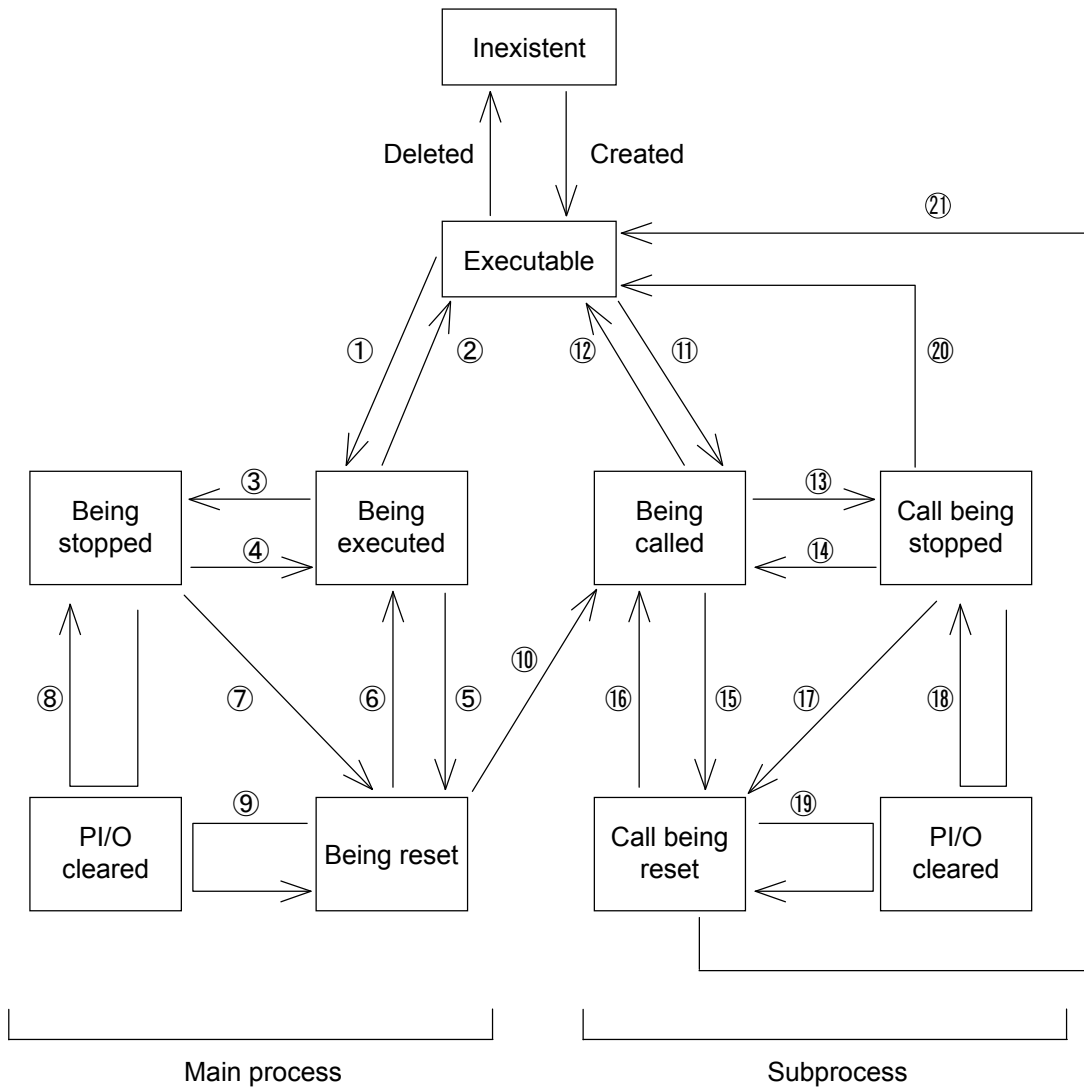 Inexistent
Deleted
Created
㉑
Executable
①
②
⑫
⑪
⑳
③
⑬
Being
stopped
Being
executed
Being
called
Call being
stopped
④
⑭
⑩
⑧
⑦
⑥
⑤
⑯
⑮
⑰
⑱
⑨
⑲
PI/O
cleared
Being reset
Call being
reset
PI/O
cleared
Main process
Subprocess